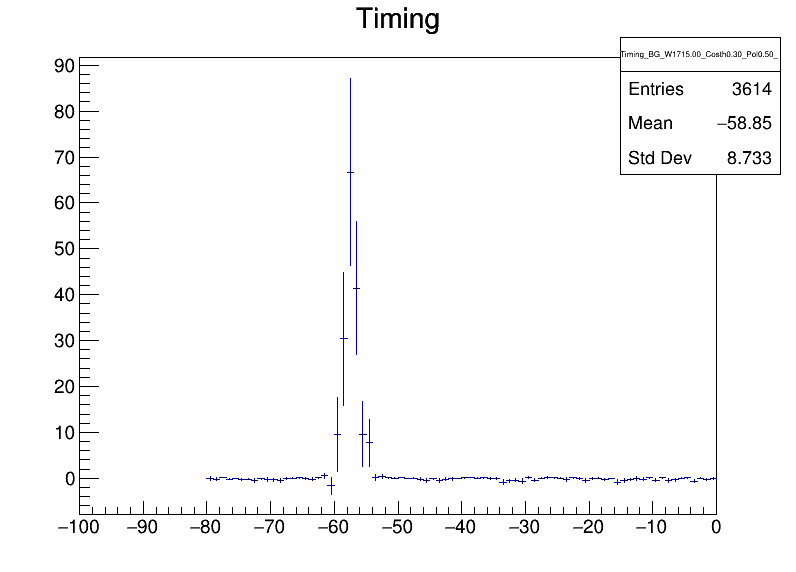 Timing
Timing_BG_W1715.00_Costh0.30_Pol0.50_
Entries 3614
Mean −58.85
Std Dev 8.733
90
80
70
60
50
40
30
20
10
0
−100 −90 −80 −70 −60 −50 −40 −30 −20 −10 0